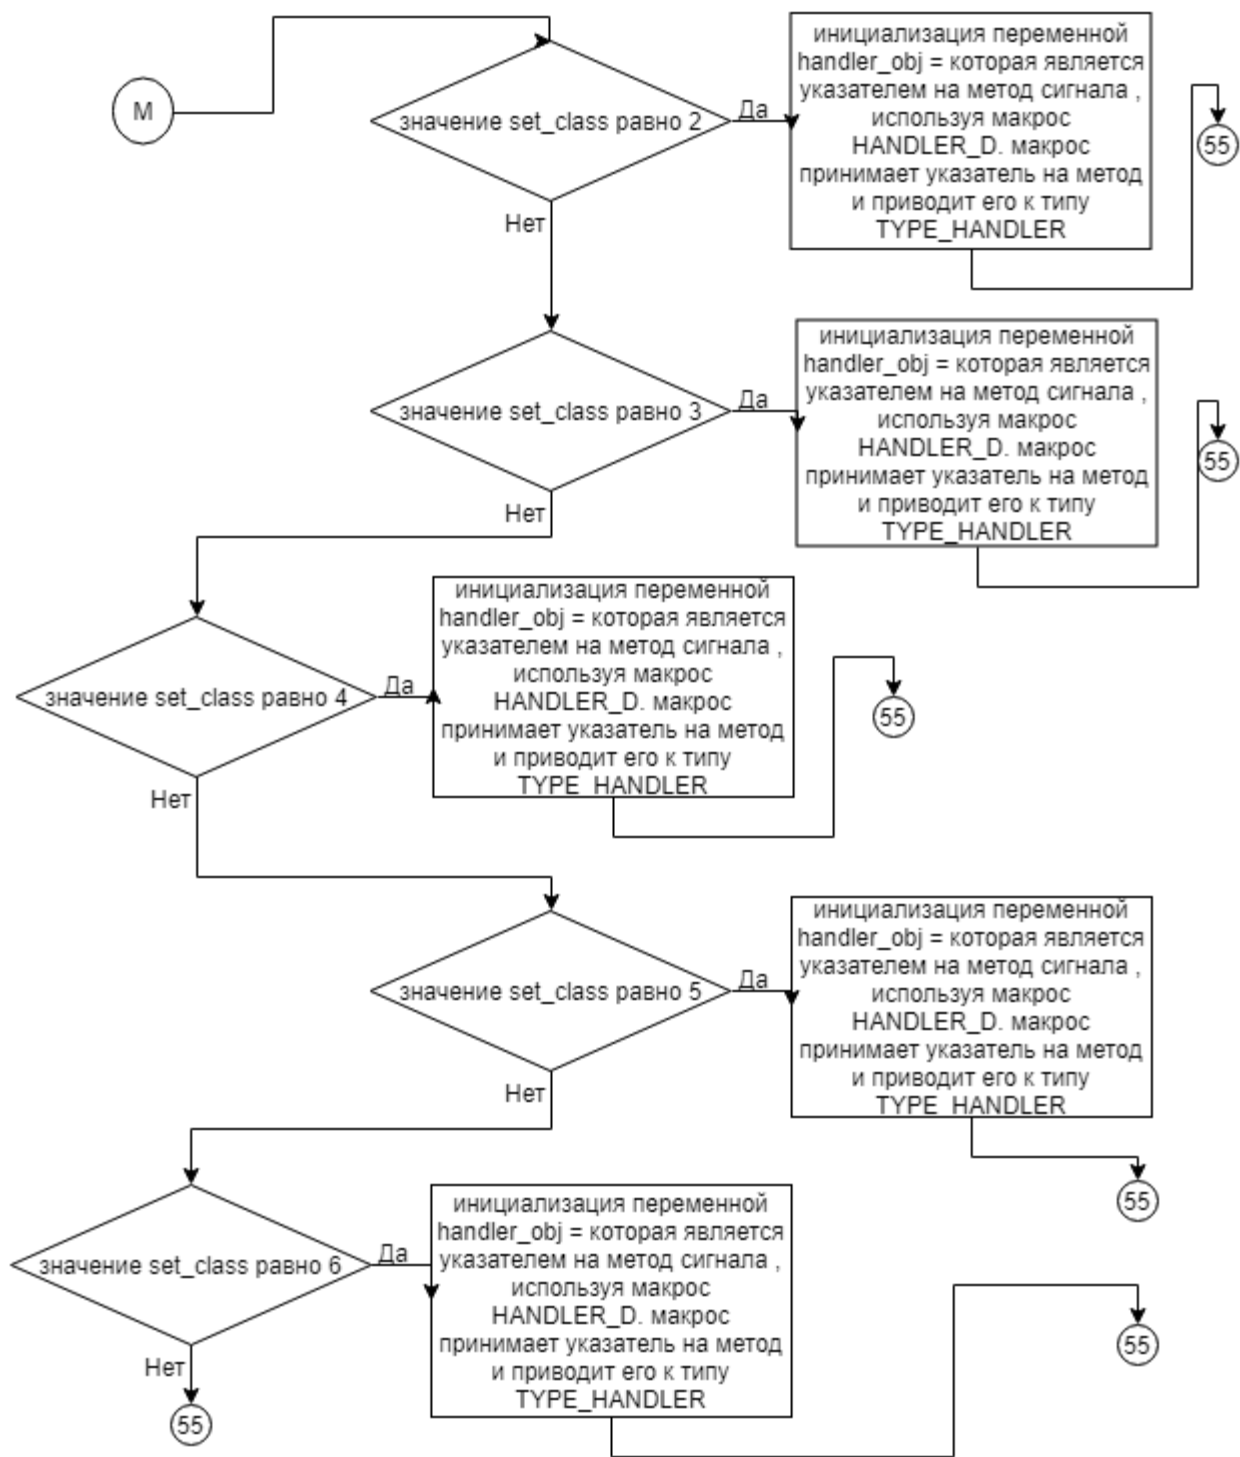 M
значение set_class равно 2
Да
инициализация переменной
handler_obj = которая является
указателем на метод сигнала ,
используя макрос
HANDLER_D. макрос
принимает указатель на метод
и приводит его к типу
TYPE_HANDLER
55
Нет
значение set_class равно 3
Да
инициализация переменной
handler_obj = которая является
указателем на метод сигнала ,
используя макрос
HANDLER_D. макрос
принимает указатель на метод
и приводит его к типу
TYPE_HANDLER
55
Нет
значение set_class равно 4
Да
инициализация переменной
handler_obj = которая является
указателем на метод сигнала ,
используя макрос
HANDLER_D. макрос
принимает указатель на метод
и приводит его к типу
TYPE_HANDLER
55
Нет
значение set_class равно 5
Да
инициализация переменной
handler_obj = которая является
указателем на метод сигнала ,
используя макрос
HANDLER_D. макрос
принимает указатель на метод
и приводит его к типу
TYPE_HANDLER
55
Нет
значение set_class равно 6
Да
инициализация переменной
handler_obj = которая является
указателем на метод сигнала ,
используя макрос
HANDLER_D. макрос
принимает указатель на метод
и приводит его к типу
TYPE_HANDLER
55
Нет
55